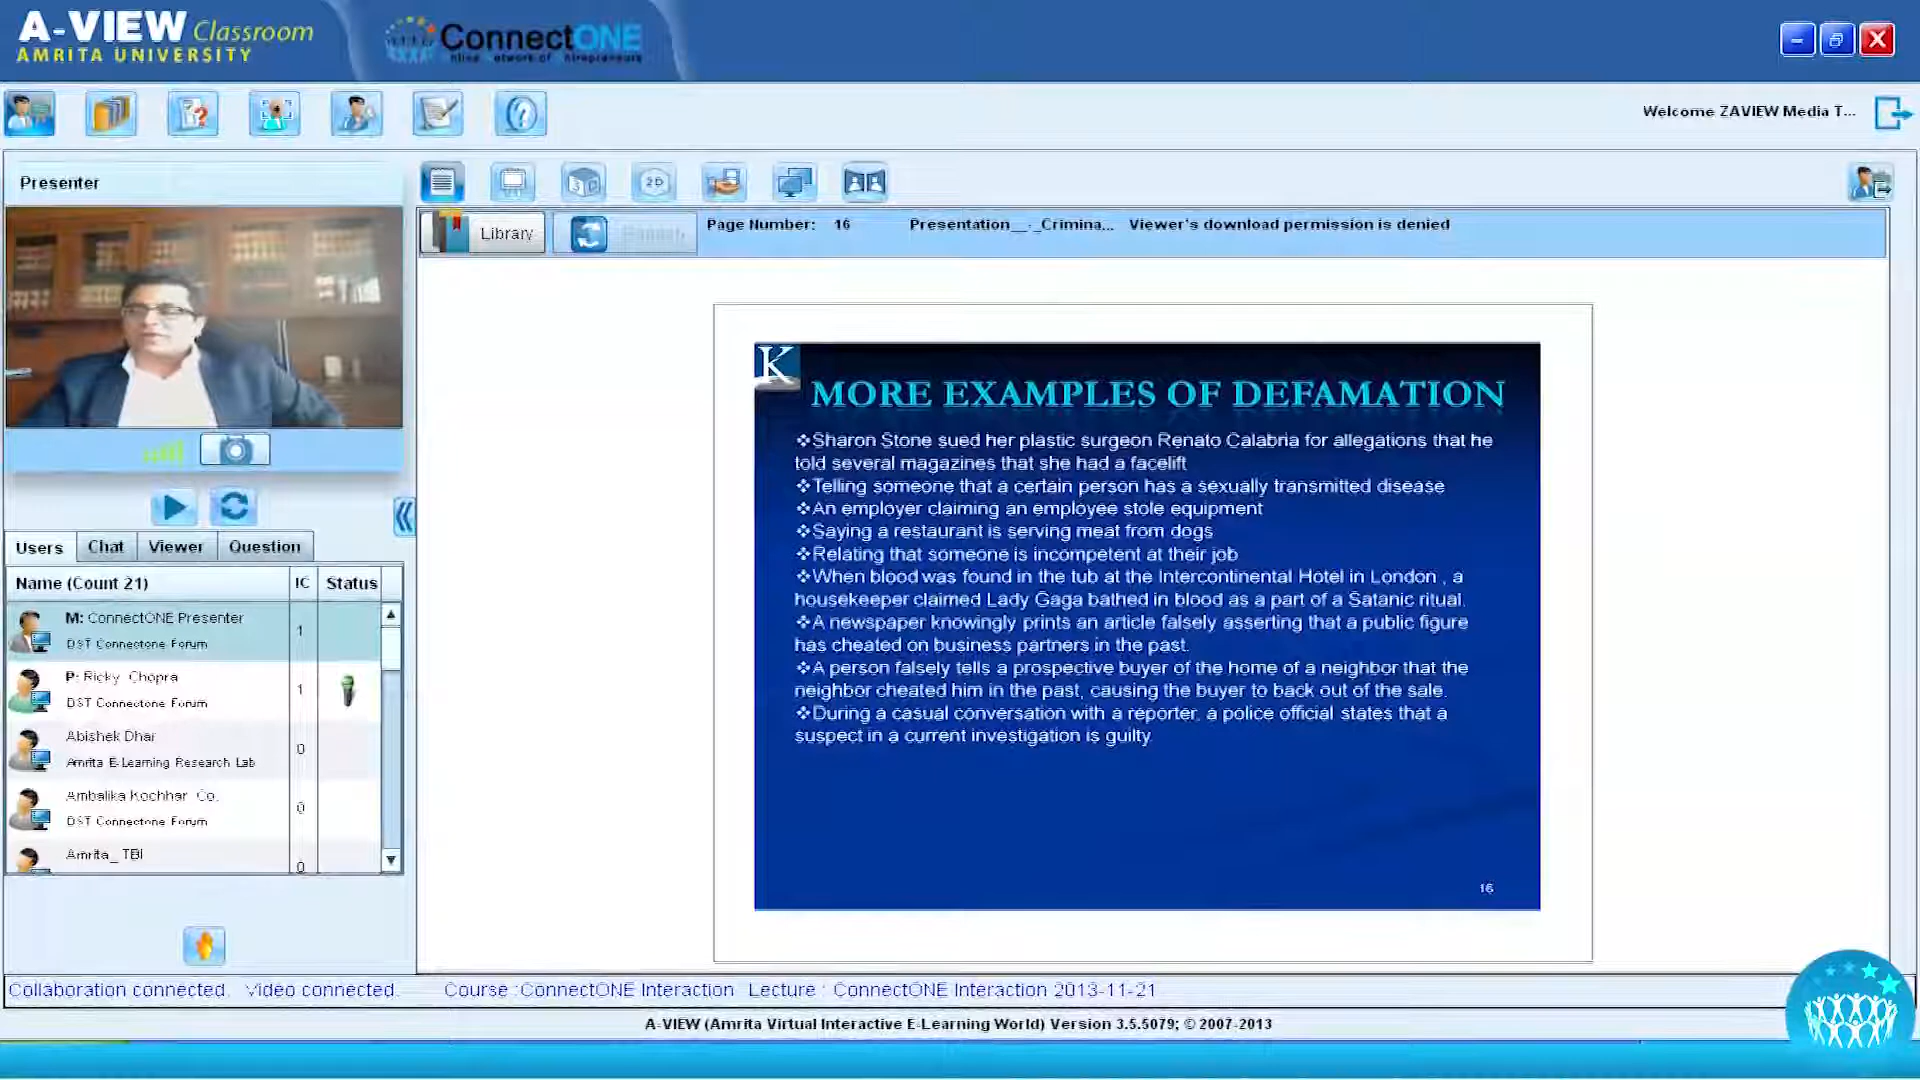 A-VIEW Classroom
AMRITA UNIVERSITY
ConnectONE
Welcome ZAVIEW Media T...
Presenter
Library
Page Number: 16 Presentation__-_Crimina... Viewer's download permission is denied
K
MORE EXAMPLES OF DEFAMATION
❖Sharon Stone sued her plastic surgeon Renato Calabria for allegations that he
told several magazines that she had a facelift
❖Telling someone that a certain person has a sexually transmitted disease
❖An employer claiming an employee stole equipment
❖Saying a restaurant is serving meat from dogs
❖Relating that someone is incompetent at their job
❖When blood was found in the tub at the Intercontinental Hotel in London , a
housekeeper claimed Lady Gaga bathed in blood as a part of a Satanic ritual.
❖A newspaper knowingly prints an article falsely asserting that a public figure
has cheated on business partners in the past.
❖A person falsely tells a prospective buyer of the home of a neighbor that the
neighbor cheated him in the past, causing the buyer to back out of the sale.
❖During a casual conversation with a reporter, a police official states that a
suspect in a current investigation is guilty.
16
Users Chat Viewer Question
Name (Count 21) IC Status
M: ConnectONE Presenter
DST Connectone Forum
1
P: Ricky Chopra
DST Connectone Forum
1
Abishek Dhar
Amrita E-Learning Research Lab
0
Ambalika Kochhar Co.
DST Connectone Forum
0
Amrita_ TBI
0
Collaboration connected. Video connected. Course :ConnectONE Interaction Lecture : ConnectONE Interaction 2013-11-21
A-VIEW (Amrita Virtual Interactive E-Learning World) Version 3.5.5079; © 2007-2013